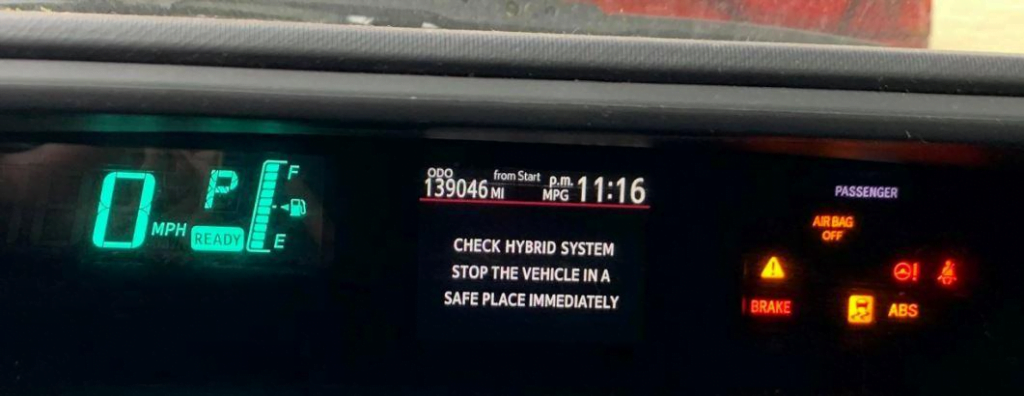 0 MPH
P
READY
F
E
ODO
139046 MI
from Start
MPG
p.m. 11:16
CHECK HYBRID SYSTEM
STOP THE VEHICLE IN A
SAFE PLACE IMMEDIATELY
PASSENGER
AIR BAG
OFF
!
!
BRAKE
ABS